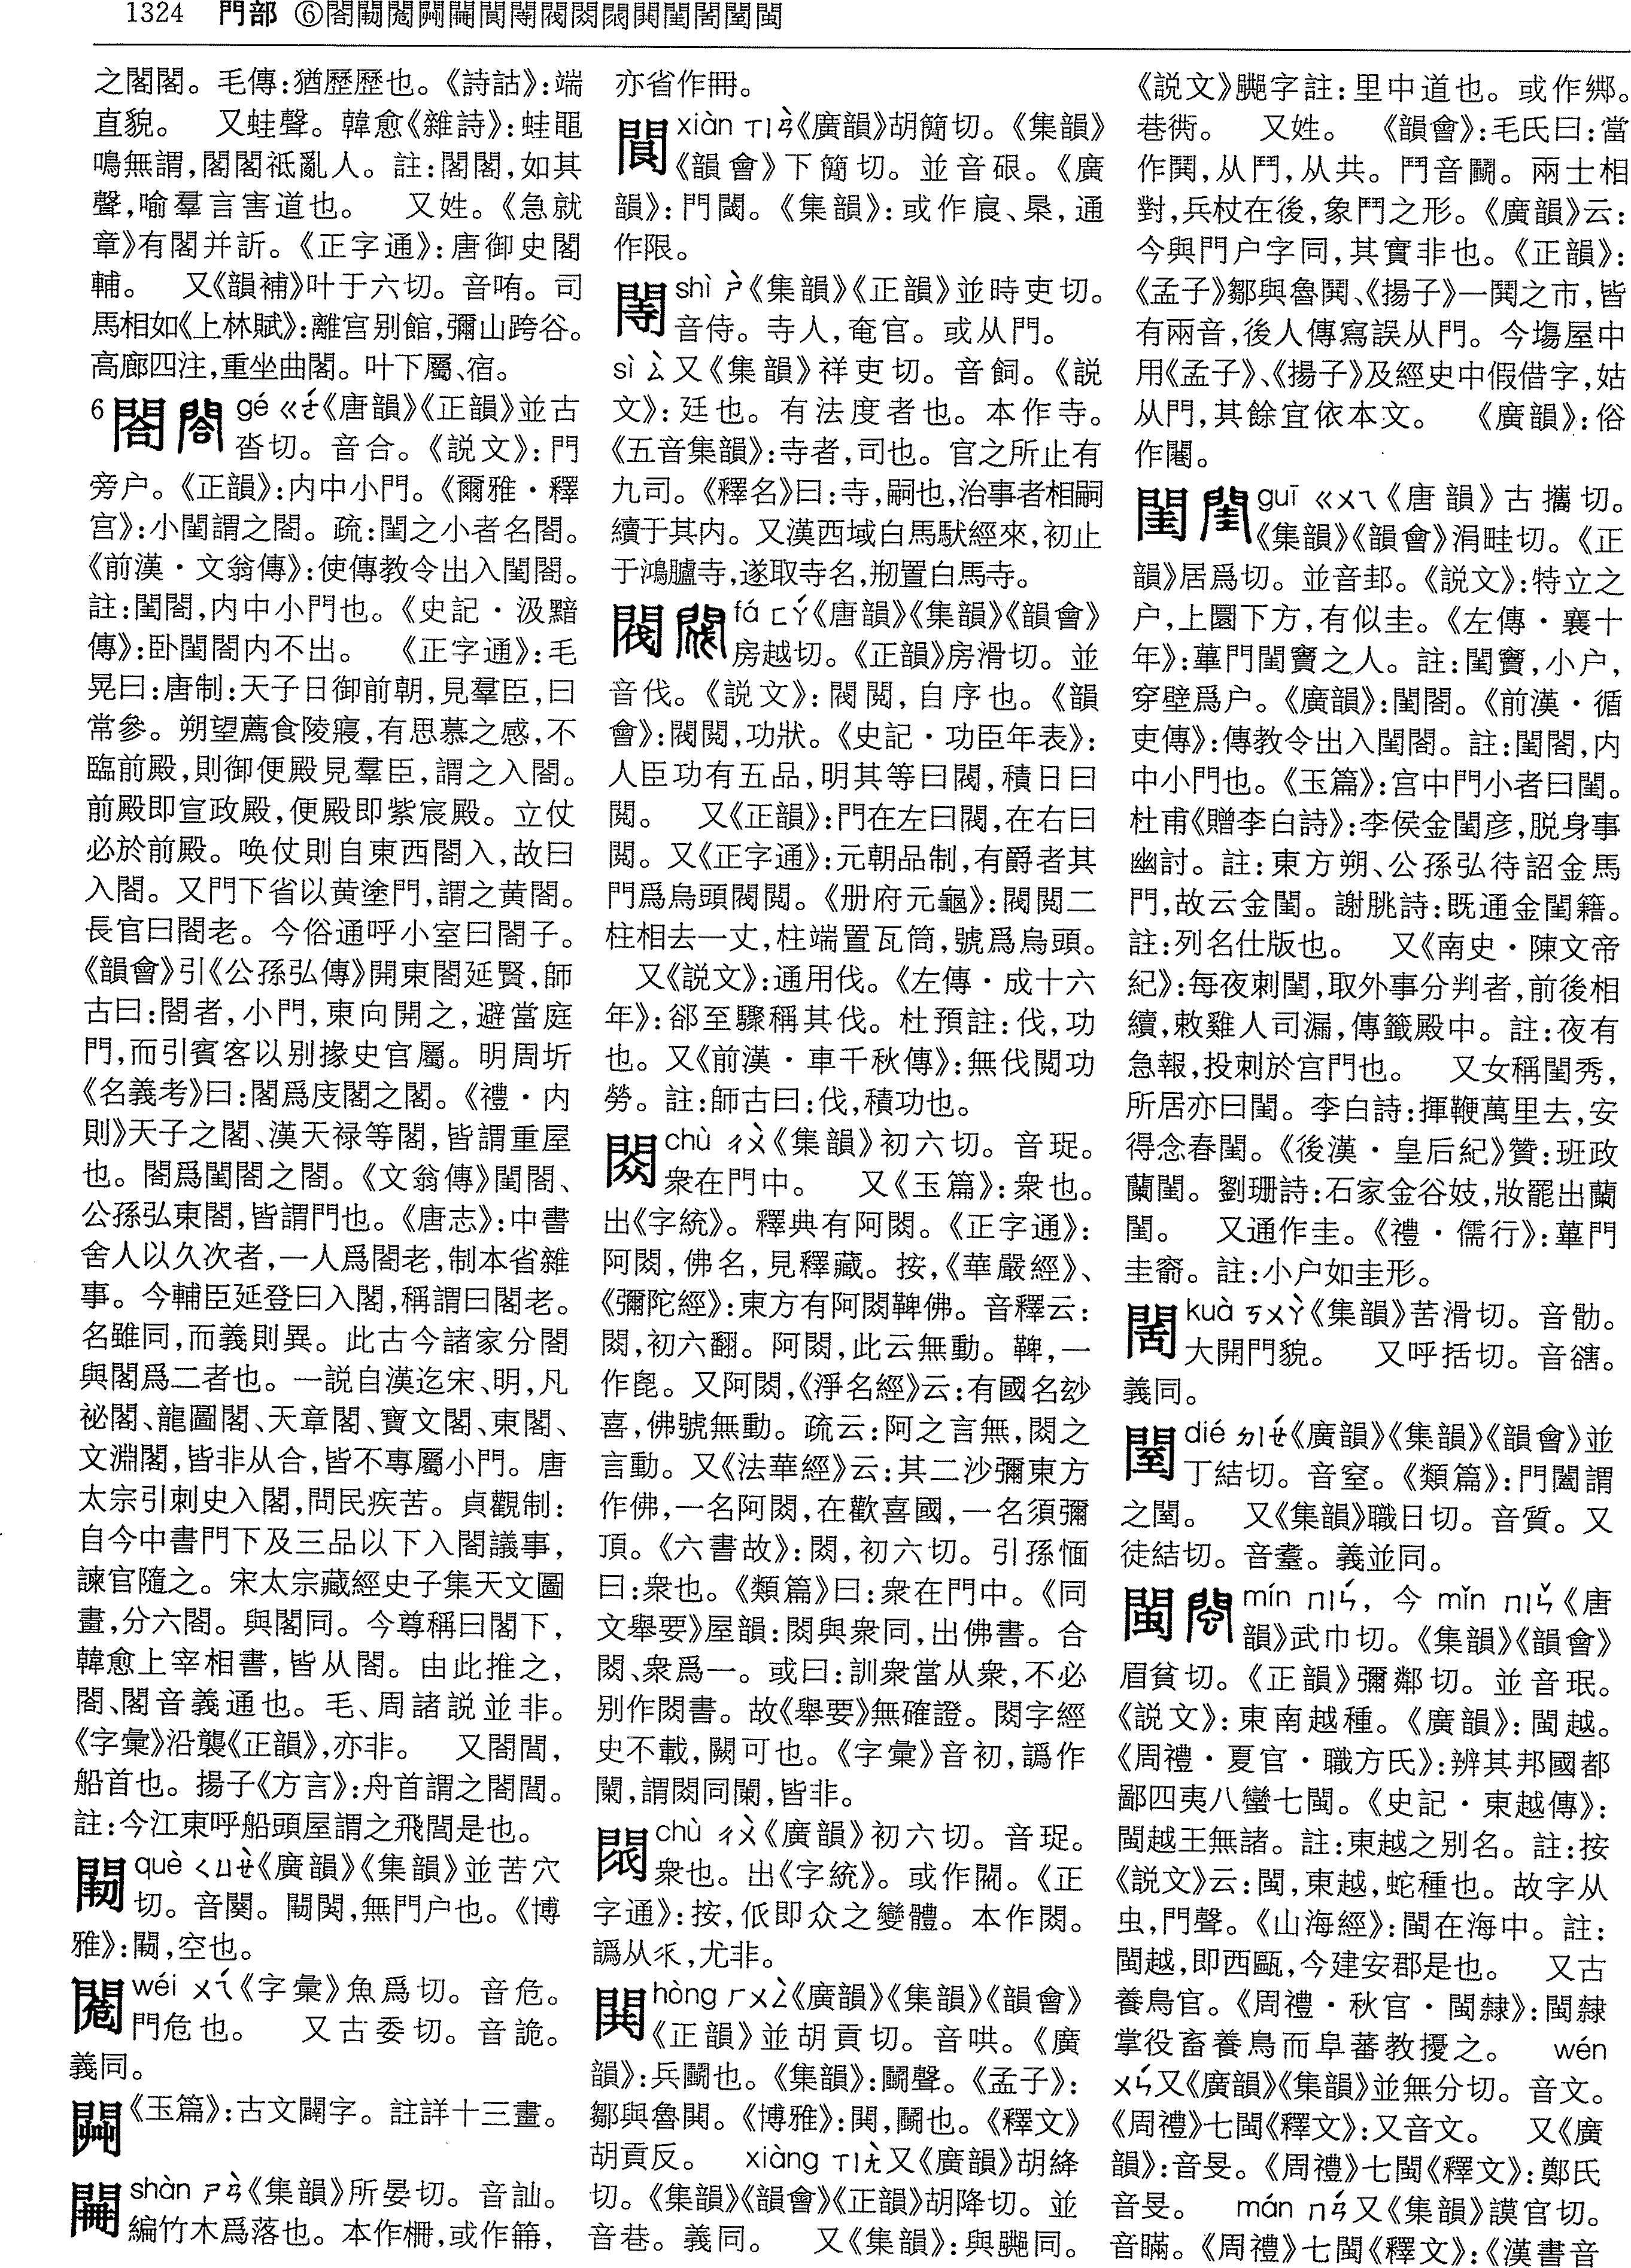 1324 門部 ⑥閤闎閹𨳿𨴁閬閈閥閦𨴁閧閨𨴐閠閩
之閣閣。毛傳:猶歷歷也。《詩詁》:端
直貌。 又蛙聲。韓愈《雜詩》:蛙黽
鳴無謂,閣閣祇亂人。註:閣閣,如其
聲,喻羣言害道也。 又姓。《急就
章》有閣并訢。《正字通》:唐御史閣
輔。 又《韻補》叶于六切。音唷。司
馬相如《上林賦》:離宫别館,彌山跨谷。
高廊四注,重坐曲閣。叶下屬、宿。
6 閤 閤 gé ㄍㄜˊ《唐韻》《正韻》並古
沓切。音合。《説文》:門
旁户。《正韻》:内中小門。《爾雅·釋
宫》:小閨謂之閤。疏:閨之小者名閤。
《前漢·文翁傳》:使傳教令出入閨閤。
註:閨閤,内中小門也。《史記·汲黯
傳》:卧閨閤内不出。 《正字通》:毛
晃曰:唐制:天子日御前朝,見羣臣,曰
常參。朔望薦食陵寢,有思慕之感,不
臨前殿,則御便殿見羣臣,謂之入閤。
前殿即宣政殿,便殿即紫宸殿。立仗
必於前殿。唤仗則自東西閤入,故曰
入閤。又門下省以黄塗門,謂之黄閤。
長官曰閤老。今俗通呼小室曰閤子。
《韻會》引《公孫弘傳》開東閤延賢,師
古曰:閤者,小門,東向開之,避當庭
門,而引賓客以别掾史官屬。明周圻
《名義考》曰:閣爲庋閣之閣。《禮·内
則》天子之閣、漢天禄等閣,皆謂重屋
也。閤爲閨閤之閤。《文翁傳》閨閤、
公孫弘東閤,皆謂門也。《唐志》:中書
舍人以久次者,一人爲閤老,制本省雜
事。今輔臣延登曰入閣,稱謂曰閣老。
名雖同,而義則異。此古今諸家分閤
與閣爲二者也。一説自漢迄宋、明,凡
祕閣、龍圖閣、天章閣、寶文閣、東閣、
文淵閣,皆非从合,皆不專屬小門。唐
太宗引刺史入閣,問民疾苦。貞觀制:
自今中書門下及三品以下入閤議事,
諫官隨之。宋太宗藏經史子集天文圖
畫,分六閤。與閣同。今尊稱曰閣下,
韓愈上宰相書,皆从閤。由此推之,
閤、閣音義通也。毛、周諸説並非。
《字彙》沿襲《正韻》,亦非。 又閤閭,
船首也。揚子《方言》:舟首謂之閤閭。
註:今江東呼船頭屋謂之飛閭是也。
què ㄑㄩㄝˋ《廣韻》《集韻》並苦穴
切。音闋。無門户也。《博
雅》:空也。
wéi ㄨㄟˊ《字彙》魚爲切。音危。
門危也。 又古委切。音詭。
義同。
《玉篇》:古文闢字。註詳十三畫。
shàn ㄕㄢˋ《集韻》所晏切。音訕。
編竹木爲落也。本作栅,或作箳,
亦省作冊。
xiàn ㄒㄧㄢˋ《廣韻》胡簡切。《集韻》
《韻會》下簡切。並音硍。《廣
韻》:門閾。《集韻》:或作𡩃、㮓,通
作限。
shì ㄕˋ《集韻》《正韻》並時吏切。
音侍。寺人,奄官。或从門。
sì ㄙˋ又《集韻》祥吏切。音飼。《説
文》:廷也。有法度者也。本作寺。
《五音集韻》:寺者,司也。官之所止有
九司。《釋名》曰:寺,嗣也,治事者相嗣
續于其内。又漢西域白馬馱經來,初止
于鴻臚寺,遂取寺名,刱置白馬寺。
閥 閥 fá ㄈㄚˊ《唐韻》《集韻》《韻會》
房越切。《正韻》房滑切。並
音伐。《説文》:閥閲,自序也。《韻
會》:閥閲,功狀。《史記·功臣年表》:
人臣功有五品,明其等曰閥,積日曰
閲。 又《正韻》:門在左曰閥,在右曰
閲。又《正字通》:元朝品制,有爵者其
門爲烏頭閥閲。《册府元龜》:閥閲二
柱相去一丈,柱端置瓦筒,號爲烏頭。
又《説文》:通用伐。《左傳·成十六
年》:郤至驟稱其伐。杜預註:伐,功
也。又《前漢·車千秋傳》:無伐閲功
勞。註:師古曰:伐,積功也。
閦 chù ㄔㄨˋ《集韻》初六切。音珿。
衆在門中。 又《玉篇》:衆也。
出《字統》。釋典有阿閦。《正字通》:
阿閦,佛名,見釋藏。按,《華嚴經》、
《彌陀經》:東方有阿閦鞞佛。音釋云:
閦,初六翻。阿閦,此云無動。鞞,一
作毘。又阿閦,《淨名經》云:有國名玅
喜,佛號無動。疏云:阿之言無,閦之
言動。又《法華經》云:其二沙彌東方
作佛,一名阿閦,在歡喜國,一名須彌
頂。《六書故》:閦,初六切。引孫愐
曰:衆也。《類篇》曰:衆在門中。《同
文舉要》屋韻:閦與衆同,出佛書。合
閦、衆爲一。或曰:訓衆當从衆,不必
别作閦書。故《舉要》無確證。閦字經
史不載,闕可也。《字彙》音初,譌作
闃,謂閦同闃,皆非。
chù ㄔㄨˋ《廣韻》初六切。音珿。
衆也。出《字統》。或作閦。《正
字通》:按,㐺即众之變體。本作閦。
譌从尜,尤非。
閧 hòng ㄏㄨㄥˋ《廣韻》《集韻》《韻會》
《正韻》並胡貢切。音哄。《廣
韻》:兵鬭也。《集韻》:鬭聲。《孟子》:
鄒與魯閧。《博雅》:閧,鬭也。《釋文》
胡貢反。 xiàng ㄒㄧㄤˋ又《廣韻》胡絳
切。《集韻》《韻會》《正韻》胡降切。並
音巷。義同。 又《集韻》:與𨞠同。
《説文》𨞠字註:里中道也。或作鄉。
巷衖。 又姓。 《韻會》:毛氏曰:當
作鬨,从鬥,从共。鬥音鬭。兩士相
對,兵杖在後,象鬥之形。《廣韻》云:
今與門户字同,其實非也。《正韻》:
《孟子》鄒與魯鬨、《揚子》一鬨之市,皆
有兩音,後人傳寫誤从門。今塲屋中
用《孟子》、《揚子》及經史中假借字,姑
从門,其餘宜依本文。 《廣韻》:俗
作闀。
閨 閨 guī ㄍㄨㄟ《唐韻》古攜切。
《集韻》《韻會》涓畦切。《正
韻》居爲切。並音邽。《説文》:特立之
户,上圜下方,有似圭。《左傳·襄十
年》:蓽門閨竇之人。註:閨竇,小户,
穿壁爲户。《廣韻》:閨閤。《前漢·循
吏傳》:傳教令出入閨閤。註:閨閤,内
中小門也。《玉篇》:宫中門小者曰閨。
杜甫《贈李白詩》:李侯金閨彦,脱身事
幽討。註:東方朔、公孫弘待詔金馬
門,故云金閨。謝朓詩:既通金閨籍。
註:列名仕版也。 又《南史·陳文帝
紀》:每夜刺閨,取外事分判者,前後相
續,敕雞人司漏,傳籤殿中。註:夜有
急報,投刺於宫門也。 又女稱閨秀,
所居亦曰閨。李白詩:揮鞭萬里去,安
得念春閨。《後漢·皇后紀》贊:班政
蘭閨。劉珊詩:石家金谷妓,妝罷出蘭
閨。 又通作圭。《禮·儒行》:蓽門
圭窬。註:小户如圭形。
kuà ㄎㄨㄚˋ《集韻》苦滑切。音劀。
大開門貌。 又呼括切。音豁。
義同。
dié ㄉㄧㄝˊ《廣韻》《集韻》《韻會》並
丁結切。音窒。《類篇》:門闔謂
之閠。 又《集韻》職日切。音質。又
徒結切。音耋。義並同。
閩 閩 mín ㄇㄧㄣˊ, 今 mǐn ㄇㄧㄣˇ《唐
韻》武巾切。《集韻》《韻會》
眉貧切。《正韻》彌鄰切。並音珉。
《説文》:東南越種。《廣韻》:閩越。
《周禮·夏官·職方氏》:辨其邦國都
鄙四夷八蠻七閩。《史記·東越傳》:
閩越王無諸。註:東越之别名。註:按
《説文》云:閩,東越,蛇種也。故字从
虫,門聲。《山海經》:閩在海中。註:
閩越,即西甌,今建安郡是也。 又古
養鳥官。《周禮·秋官·閩隸》:閩隸
掌役畜養鳥而阜蕃教擾之。 wén
ㄨㄣˊ又《廣韻》《集韻》並無分切。音文。
《周禮》七閩《釋文》:又音文。 又《廣
韻》:音旻。《周禮》七閩《釋文》:鄭氏
音旻。 mán ㄇㄢˊ又《集韻》謨官切。
音瞞。《周禮》七閩《釋文》:《漢書音